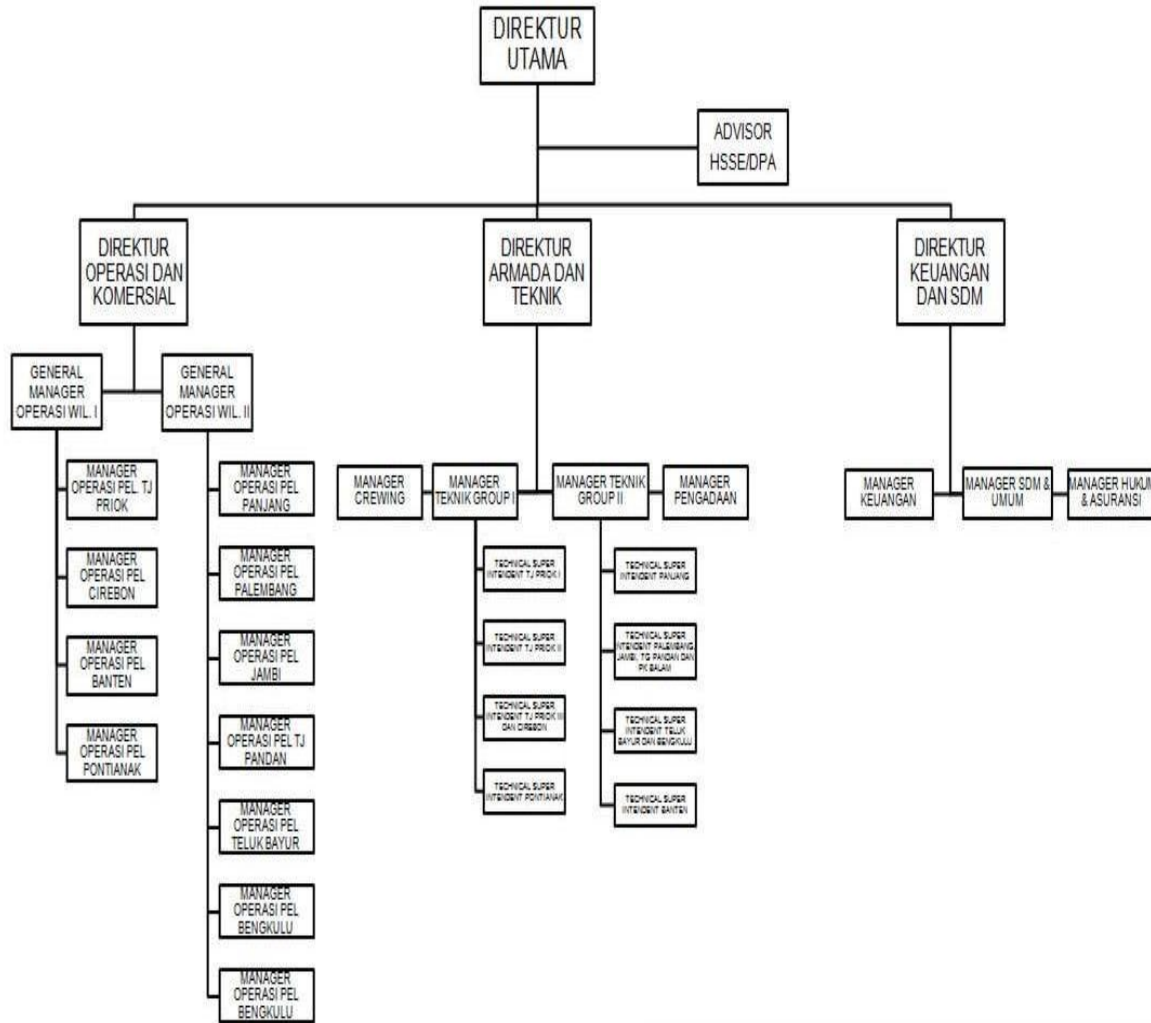 DIREKTUR
UTAMA
ADVISOR
HSSE/DPA
DIREKTUR
OPERASI DAN
KOMERSIAL
DIREKTUR
ARMADA DAN
TEKNIK
DIREKTUR
KEUANGAN
DAN SDM
GENERAL
MANAGER
OPERASI WIL. I
GENERAL
MANAGER
OPERASI WIL. II
MANAGER
OPERASI PEL. TJ
PRIOK
MANAGER
OPERASI PEL
CIREBON
MANAGER
OPERASI PEL
BANTEN
MANAGER
OPERASI PEL
PONTIANAK
MANAGER
OPERASI PEL
PANJANG
MANAGER
OPERASI PEL
PALEMBANG
MANAGER
OPERASI PEL
JAMBI
MANAGER
OPERASI PEL TJ
PANDAN
MANAGER
OPERASI PEL
TELUK BAYUR
MANAGER
OPERASI PEL
BENGKULU
MANAGER
OPERASI PEL
BENGKULU
MANAGER
CREWING
MANAGER
TEKNIK GROUP I
MANAGER TEKNIK
GROUP II
MANAGER
PENGADAAN
TECHNICAL SUPER
INTENDENT TJ PRIOK I
TECHNICAL SUPER
INTENDENT TJ PRIOK II
TECHNICAL SUPER
INTENDENT TJ PRIOK III
DAN CIREBON
TECHNICAL SUPER
INTENDENT PONTIANAK
TECHNICAL SUPER
INTENDENT PANJANG
TECHNICAL SUPER
INTENDENT PALEMBANG,
JAMBI, TG PANDAN DAN
PK BALAM
TECHNICAL SUPER
INTENDENT TELUK
BAYUR DAN BENGKULU
TECHNICAL SUPER
INTENDENT BANTEN
MANAGER
KEUANGAN
MANAGER SDM &
UMUM
MANAGER HUKUM
& ASURANSI